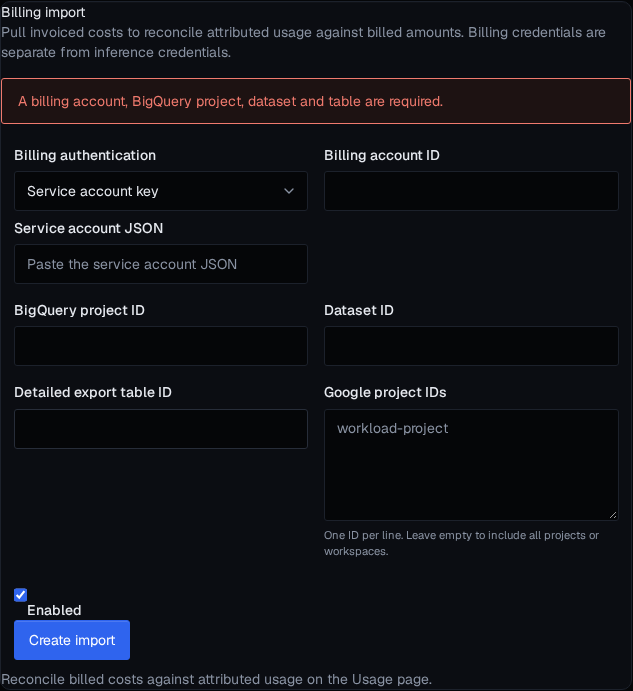 Billing import
Pull invoiced costs to reconcile attributed usage against billed amounts. Billing credentials are
separate from inference credentials.
A billing account, BigQuery project, dataset and table are required.
Billing authentication
Billing account ID
Service account key
Service account JSON
Paste the service account JSON
BigQuery project ID
Dataset ID
Detailed export table ID
Google project IDs
workload-project
One ID per line. Leave empty to include all projects or
workspaces.
Enabled
Create import
Reconcile billed costs against attributed usage on the Usage page.